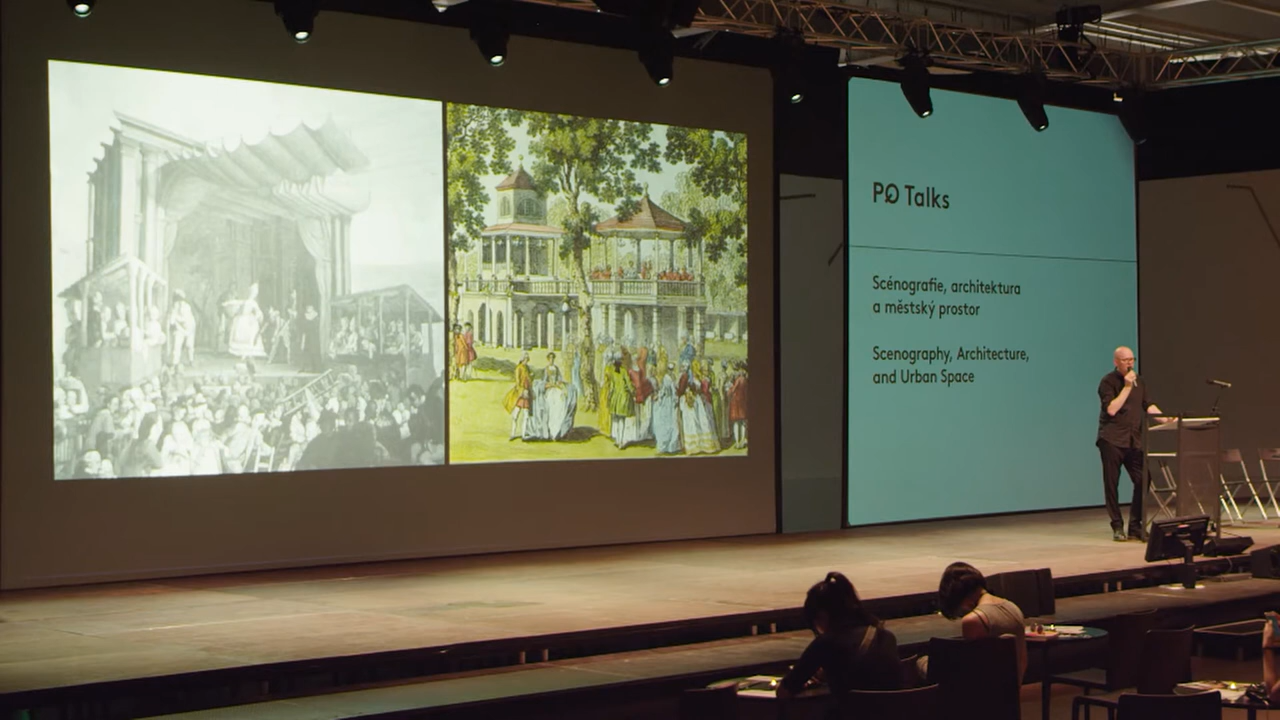 PQ Talks
Scénografie, architektura
a městský prostor
Scenography, Architecture,
and Urban Space